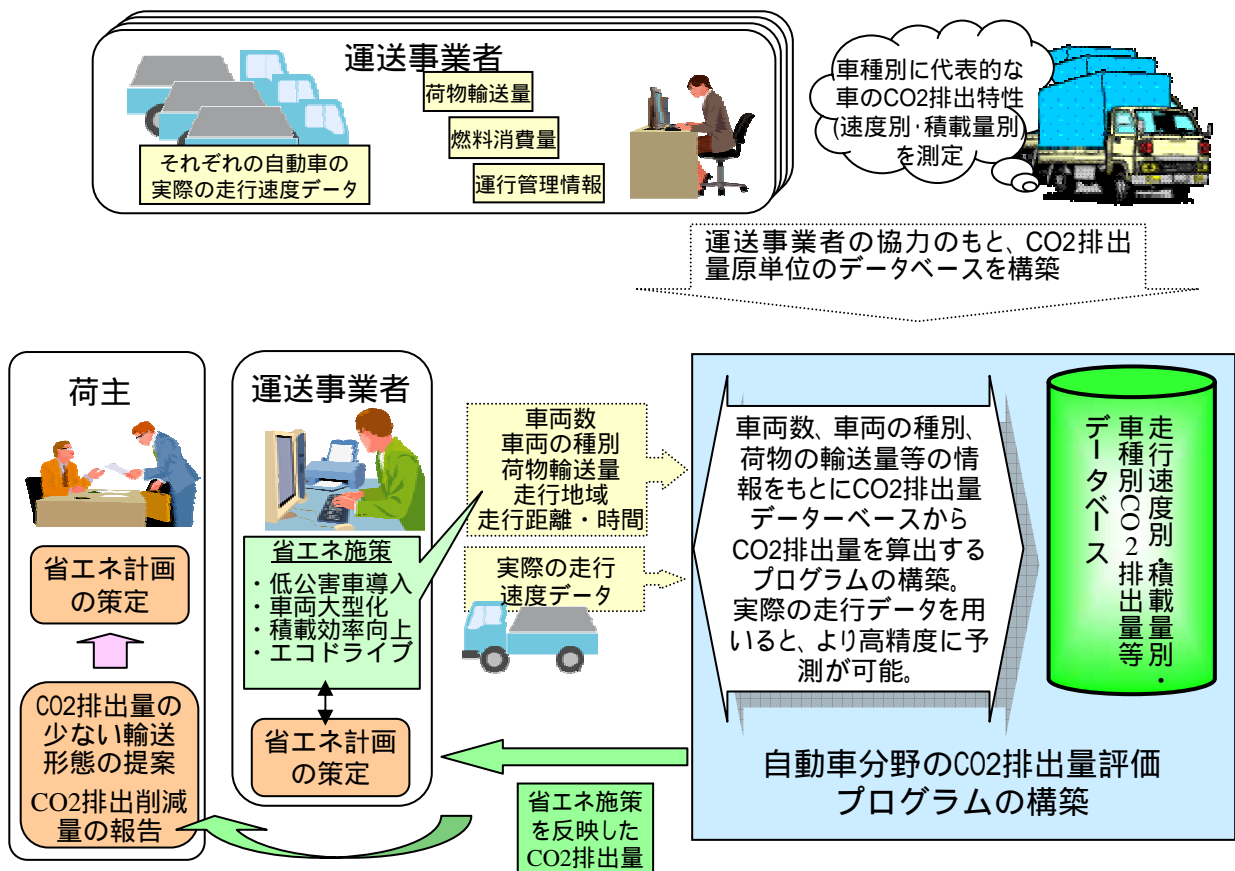 運送事業者
荷物輸送量
燃料消費量
運行管理情報
それぞれの自動車の
実際の走行速度データ
車種別に代表的な
車のCO2排出特性
(速度別・積載量別)
を測定
運送事業者の協力のもと、CO2排出
量原単位のデータベースを構築
荷主
省エネ計画
の策定
CO2排出量の
少ない輸送
形態の提案
CO2排出削減
量の報告
運送事業者
省エネ施策
・低公害車導入
・車両大型化
・積載効率向上
・エコドライブ
省エネ計画
の策定
車両数
車両の種別
荷物輸送量
走行地域
走行距離・時間
実際の走行
速度データ
省エネ施策
を反映した
CO2排出量
車両数、車両の種別、
荷物の輸送量等の情
報をもとにCO2排出量
データーベースから
CO2排出量を算出する
プログラムの構築。
実際の走行データを用
いると、より高精度に予
測が可能。
走行速度別・積載量別・
車種別CO2排出量等
データベース
自動車分野のCO2排出量評価
プログラムの構築